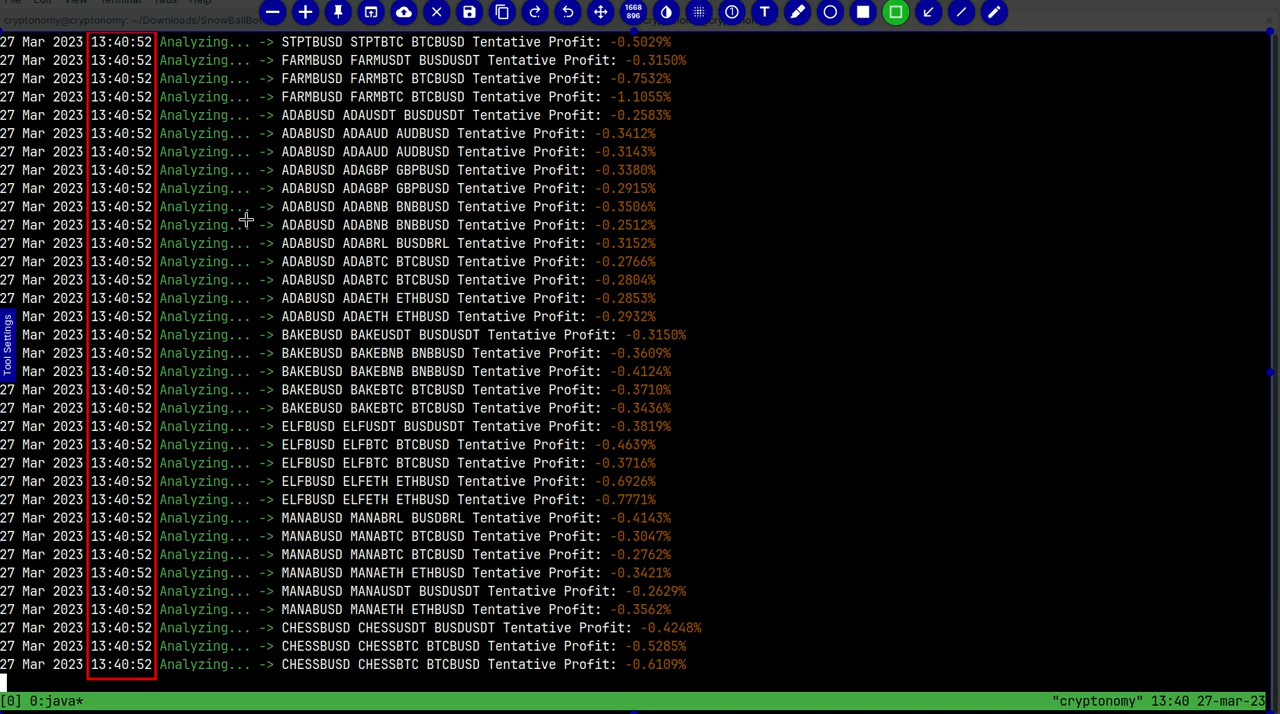 File Edit View Terminal Tabs Help
cryptonomy@cryptonomy: ~/Downloads/SnowBallBot
1668
896
1
T
27 Mar 2023 13:40:52 Analyzing... -> STPTBUSD STPTBTC BTCBUSD Tentative Profit: -0.5029%
27 Mar 2023 13:40:52 Analyzing... -> FARMBUSD FARMUSDT BUSDUSDT Tentative Profit: -0.3150%
27 Mar 2023 13:40:52 Analyzing... -> FARMBUSD FARMBTC BTCBUSD Tentative Profit: -0.7532%
27 Mar 2023 13:40:52 Analyzing... -> FARMBUSD FARMBTC BTCBUSD Tentative Profit: -1.1055%
27 Mar 2023 13:40:52 Analyzing... -> ADABUSD ADAUSDT BUSDUSDT Tentative Profit: -0.2583%
27 Mar 2023 13:40:52 Analyzing... -> ADABUSD ADAAUD AUDBUSD Tentative Profit: -0.3412%
27 Mar 2023 13:40:52 Analyzing... -> ADABUSD ADAAUD AUDBUSD Tentative Profit: -0.3143%
27 Mar 2023 13:40:52 Analyzing... -> ADABUSD ADAGBP GBPBUSD Tentative Profit: -0.3380%
27 Mar 2023 13:40:52 Analyzing... -> ADABUSD ADAGBP GBPBUSD Tentative Profit: -0.2915%
27 Mar 2023 13:40:52 Analyzing... -> ADABUSD ADABNB BNBBUSD Tentative Profit: -0.3506%
27 Mar 2023 13:40:52 Analyzing... -> ADABUSD ADABNB BNBBUSD Tentative Profit: -0.2512%
27 Mar 2023 13:40:52 Analyzing... -> ADABUSD ADABRL BUSDBRL Tentative Profit: -0.3152%
27 Mar 2023 13:40:52 Analyzing... -> ADABUSD ADABTC BTCBUSD Tentative Profit: -0.2766%
27 Mar 2023 13:40:52 Analyzing... -> ADABUSD ADABTC BTCBUSD Tentative Profit: -0.2804%
27 Mar 2023 13:40:52 Analyzing... -> ADABUSD ADAETH ETHBUSD Tentative Profit: -0.2853%
Mar 2023 13:40:52 Analyzing... -> ADABUSD ADAETH ETHBUSD Tentative Profit: -0.2932%
Mar 2023 13:40:52 Analyzing... -> BAKEBUSD BAKEUSDT BUSDUSDT Tentative Profit: -0.3150%
Mar 2023 13:40:52 Analyzing... -> BAKEBUSD BAKEBNB BNBBUSD Tentative Profit: -0.3609%
Mar 2023 13:40:52 Analyzing... -> BAKEBUSD BAKEBNB BNBBUSD Tentative Profit: -0.4124%
Tool Settings
27 Mar 2023 13:40:52 Analyzing... -> BAKEBUSD BAKEBTC BTCBUSD Tentative Profit: -0.3710%
27 Mar 2023 13:40:52 Analyzing... -> BAKEBUSD BAKEBTC BTCBUSD Tentative Profit: -0.3436%
27 Mar 2023 13:40:52 Analyzing... -> ELFBUSD ELFUSDT BUSDUSDT Tentative Profit: -0.3819%
27 Mar 2023 13:40:52 Analyzing... -> ELFBUSD ELFBTC BTCBUSD Tentative Profit: -0.4639%
27 Mar 2023 13:40:52 Analyzing... -> ELFBUSD ELFBTC BTCBUSD Tentative Profit: -0.3716%
27 Mar 2023 13:40:52 Analyzing... -> ELFBUSD ELFETH ETHBUSD Tentative Profit: -0.6926%
27 Mar 2023 13:40:52 Analyzing... -> ELFBUSD ELFETH ETHBUSD Tentative Profit: -0.7771%
27 Mar 2023 13:40:52 Analyzing... -> MANABUSD MANABRL BUSDBRL Tentative Profit: -0.4143%
27 Mar 2023 13:40:52 Analyzing... -> MANABUSD MANABTC BTCBUSD Tentative Profit: -0.3047%
27 Mar 2023 13:40:52 Analyzing... -> MANABUSD MANABTC BTCBUSD Tentative Profit: -0.2762%
27 Mar 2023 13:40:52 Analyzing... -> MANABUSD MANAETH ETHBUSD Tentative Profit: -0.3421%
27 Mar 2023 13:40:52 Analyzing... -> MANABUSD MANAUSDT BUSDUSDT Tentative Profit: -0.2629%
27 Mar 2023 13:40:52 Analyzing... -> MANABUSD MANAETH ETHBUSD Tentative Profit: -0.3562%
27 Mar 2023 13:40:52 Analyzing... -> CHESSBUSD CHESSUSDT BUSDUSDT Tentative Profit: -0.4248%
27 Mar 2023 13:40:52 Analyzing... -> CHESSBUSD CHESSBTC BTCBUSD Tentative Profit: -0.5285%
27 Mar 2023 13:40:52 Analyzing... -> CHESSBUSD CHESSBTC BTCBUSD Tentative Profit: -0.6109%
[0] 0:java* "cryptonomy" 13:40 27-mar-23